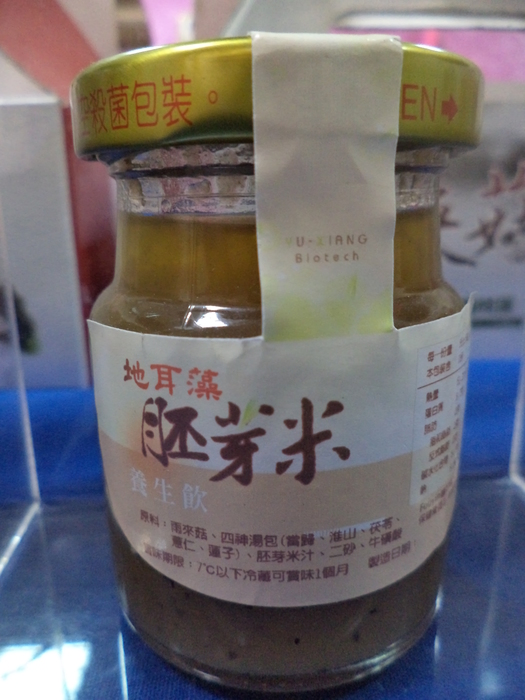 殺菌包裝。
EN➡
YU-XIANG
Biotech
地耳藻
胚芽米
養生飲
原料：雨來菇、四神湯包(當歸、淮山、茯苓、
薏仁、蓮子)、胚芽米汁、二砂、牛磺酸
賞味期限：7℃以下冷藏可賞味1個月 製造日期：
每一份量
本包裝含
熱量
蛋白質
脂肪